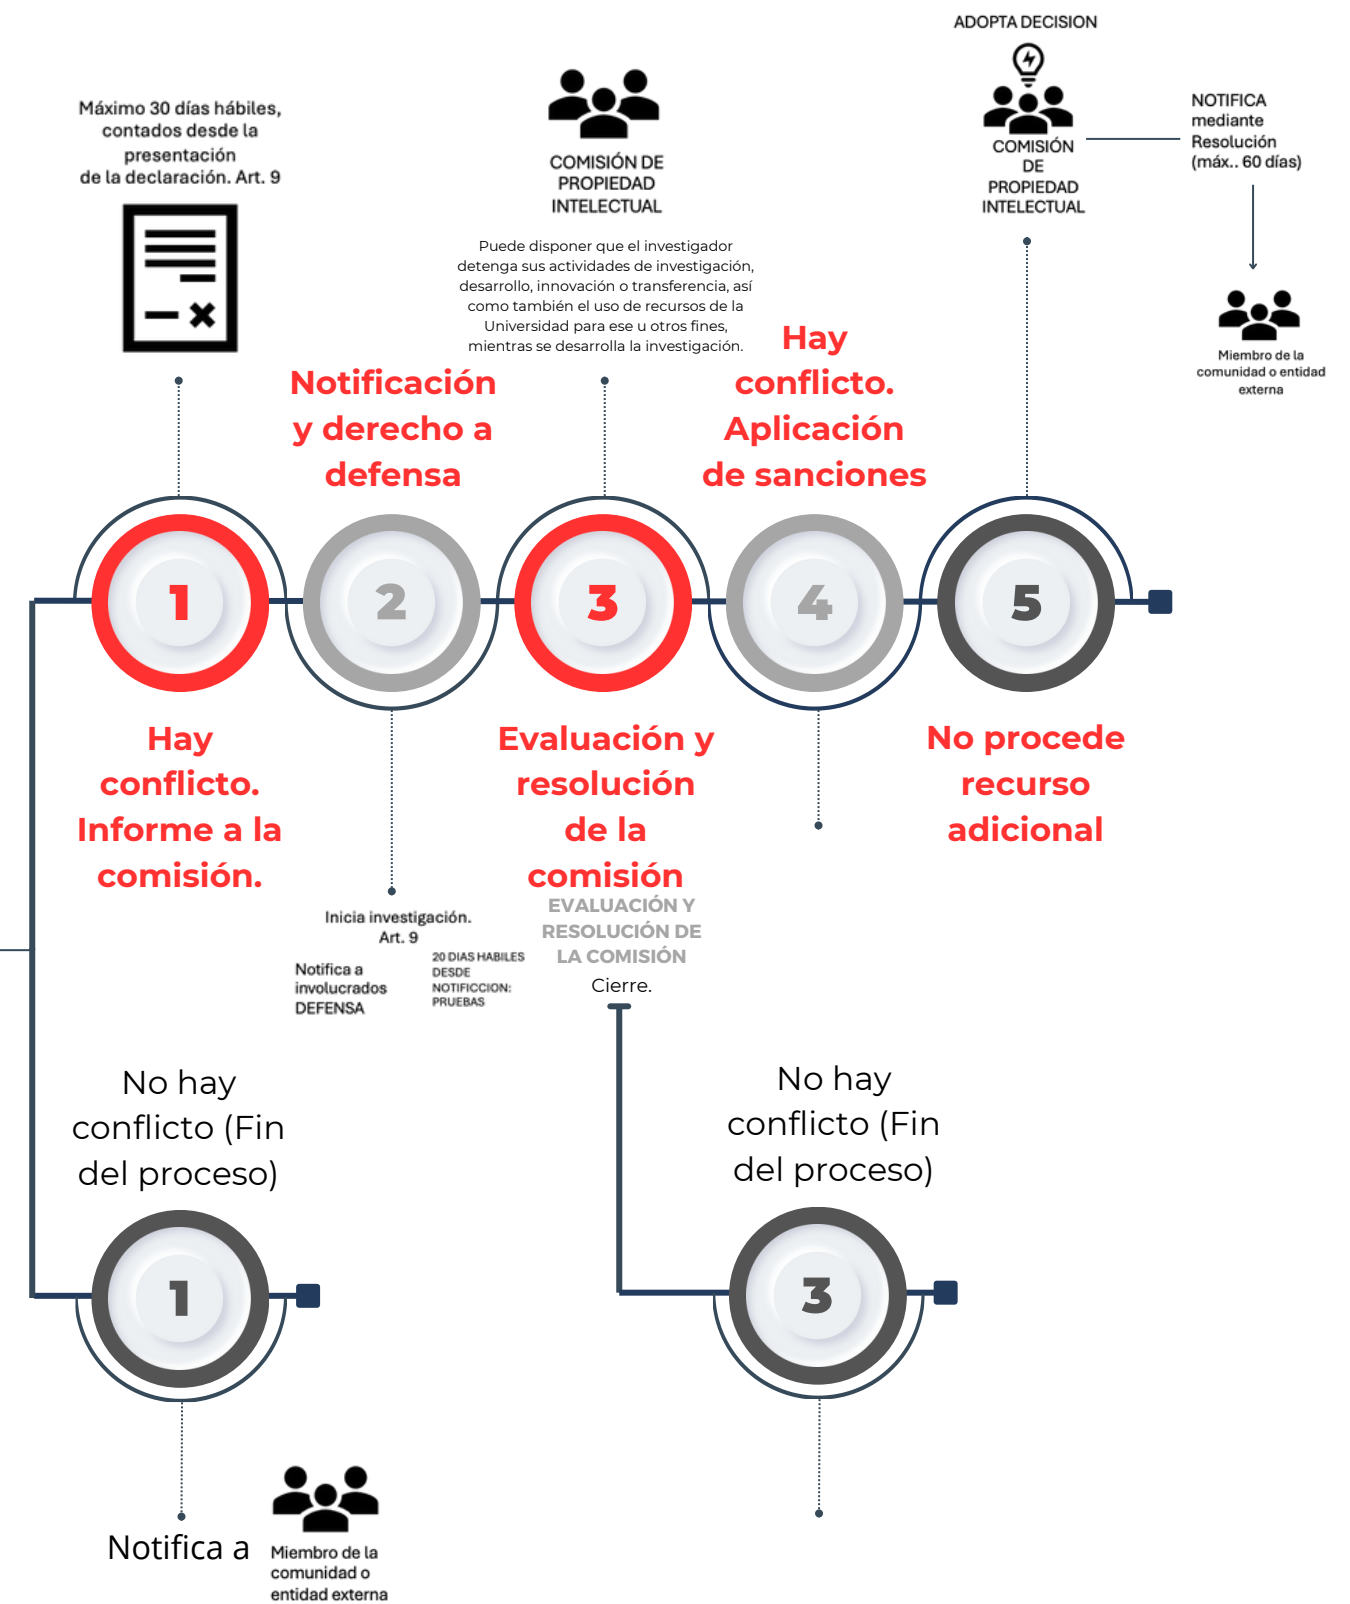 ADOPTA DECISION
COMISIÓN
DE
PROPIEDAD
INTELECTUAL
NOTIFICA
mediante
Resolución
(máx.. 60 días)
Miembro de la
comunidad o entidad
externa
Máximo 30 días hábiles,
contados desde la
presentación
de la declaración. Art. 9
COMISIÓN DE
PROPIEDAD
INTELECTUAL
Puede disponer que el investigador
detenga sus actividades de investigación,
desarrollo, innovación o transferencia, así
como también el uso de recursos de la
Universidad para ese u otros fines,
mientras se desarrolla la investigación.
Notificación
y derecho a
defensa
Hay
conflicto.
Aplicación
de sanciones
1
2
3
4
5
Hay
conflicto.
Informe a la
comisión.
Evaluación y
resolución
de la
comisión
EVALUACIÓN Y
RESOLUCIÓN DE
LA COMISIÓN
Cierre.
No procede
recurso
adicional
Inicia investigación.
Art. 9
Notifica a
involucrados
DEFENSA
20 DIAS HABILES
DESDE
NOTIFICCION:
PRUEBAS
No hay
conflicto (Fin
del proceso)
1
Notifica a
Miembro de la
comunidad o
entidad externa
No hay
conflicto (Fin
del proceso)
3